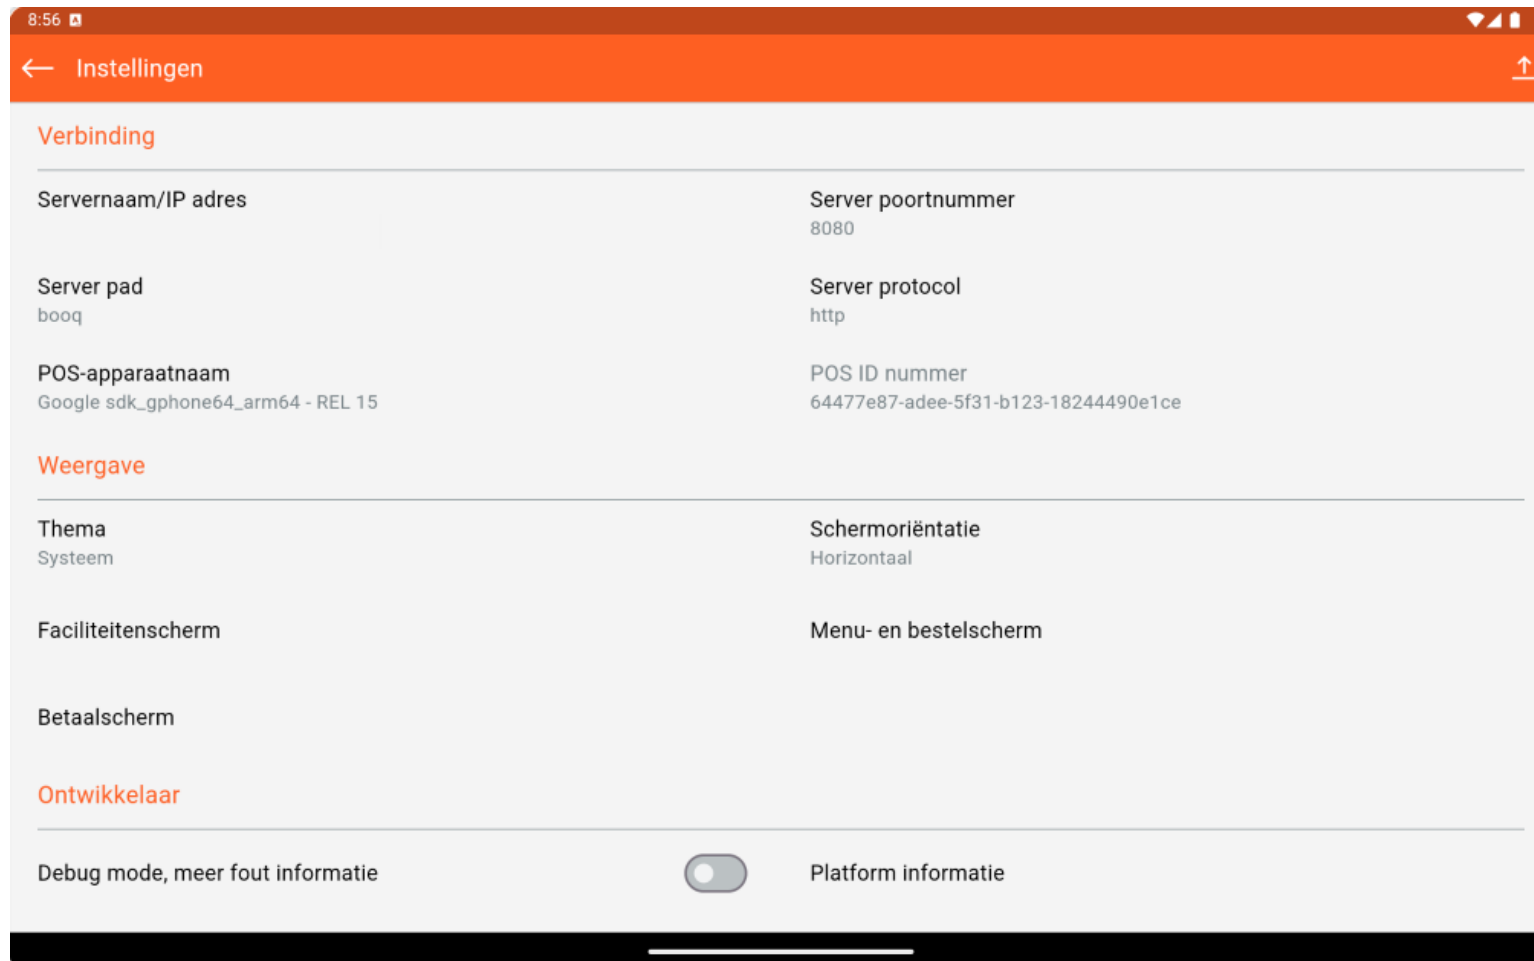 8:56
Instellingen
Verbinding
Servernaam/IP adres
Server poortnummer
8080
Server pad
booq
Server protocol
http
POS-apparaatnaam
Google sdk_gphone64_arm64 - REL 15
POS ID nummer
64477e87-adee-5f31-b123-18244490e1ce
Weergave
Thema
Systeem
Schermoriëntatie
Horizontaal
Faciliteitenscherm
Menu- en bestelscherm
Betaalscherm
Ontwikkelaar
Debug mode, meer fout informatie
Platform informatie